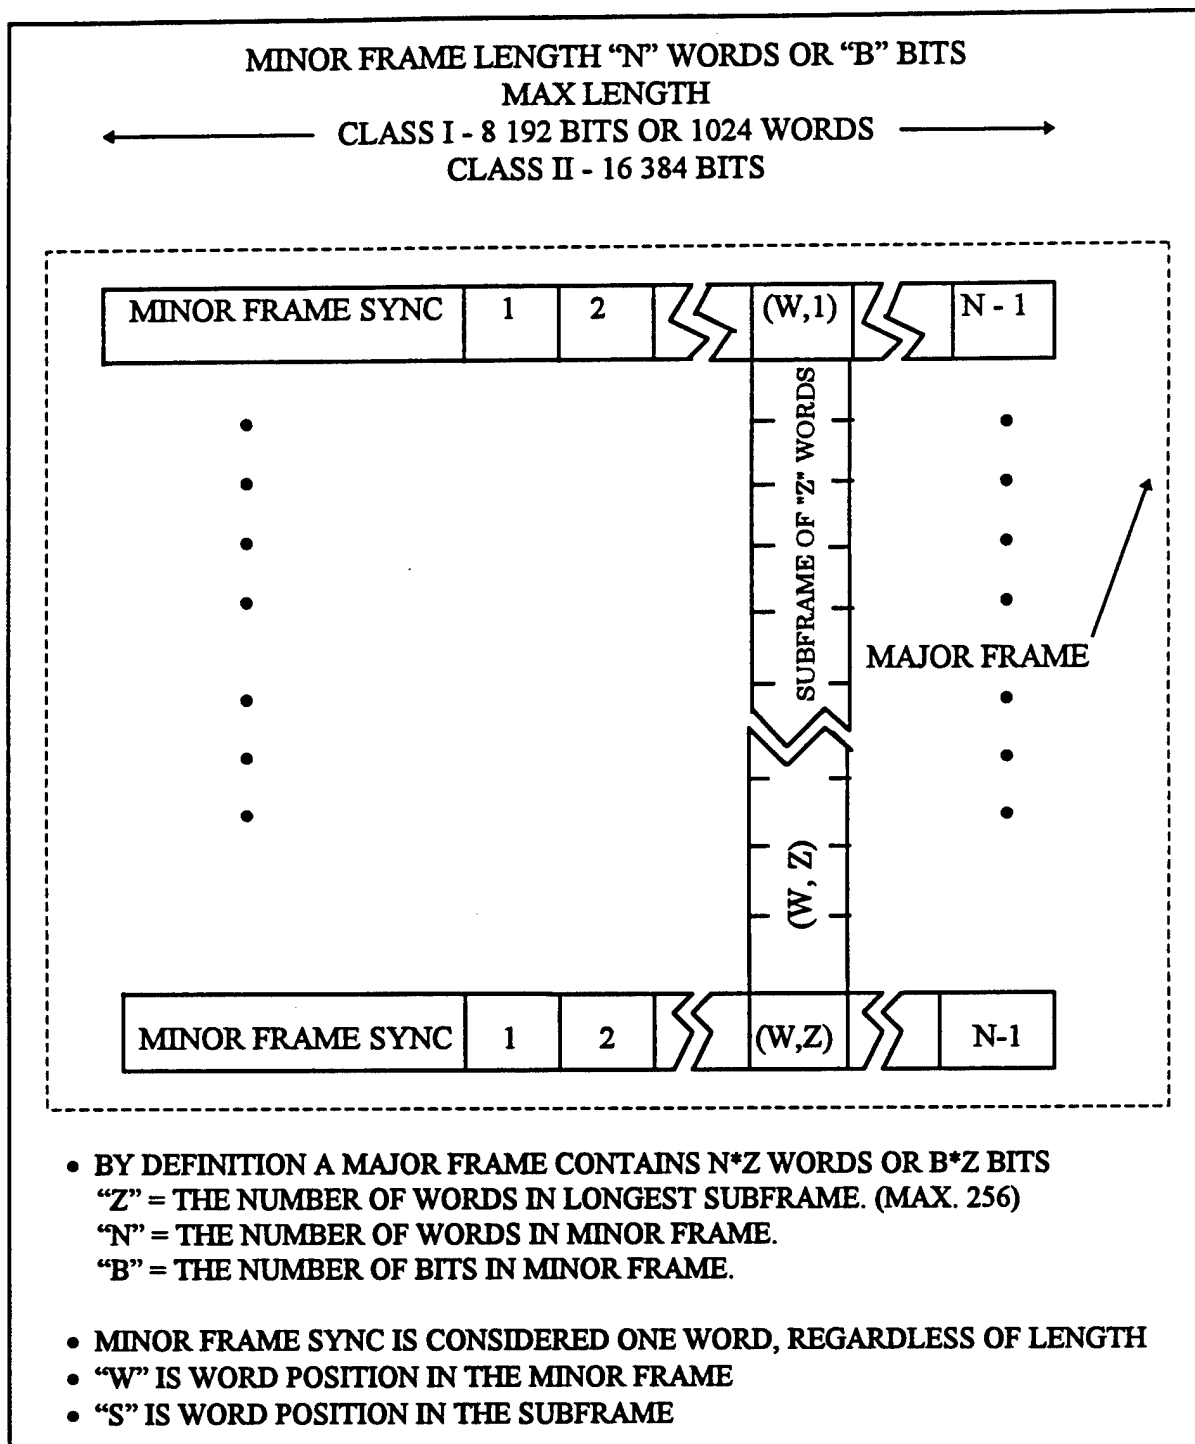 MINOR FRAME LENGTH “N” WORDS OR “B” BITS
MAX LENGTH
CLASS I - 8 192 BITS OR 1024 WORDS
CLASS II - 16 384 BITS
MINOR FRAME SYNC 1 2 (W,1) N - 1
SUBFRAME OF "Z" WORDS
MAJOR FRAME
(W, Z)
MINOR FRAME SYNC 1 2 (W,Z) N-1
• BY DEFINITION A MAJOR FRAME CONTAINS N*Z WORDS OR B*Z BITS
“Z” = THE NUMBER OF WORDS IN LONGEST SUBFRAME. (MAX. 256)
“N” = THE NUMBER OF WORDS IN MINOR FRAME.
“B” = THE NUMBER OF BITS IN MINOR FRAME.
• MINOR FRAME SYNC IS CONSIDERED ONE WORD, REGARDLESS OF LENGTH
• “W” IS WORD POSITION IN THE MINOR FRAME
• “S” IS WORD POSITION IN THE SUBFRAME